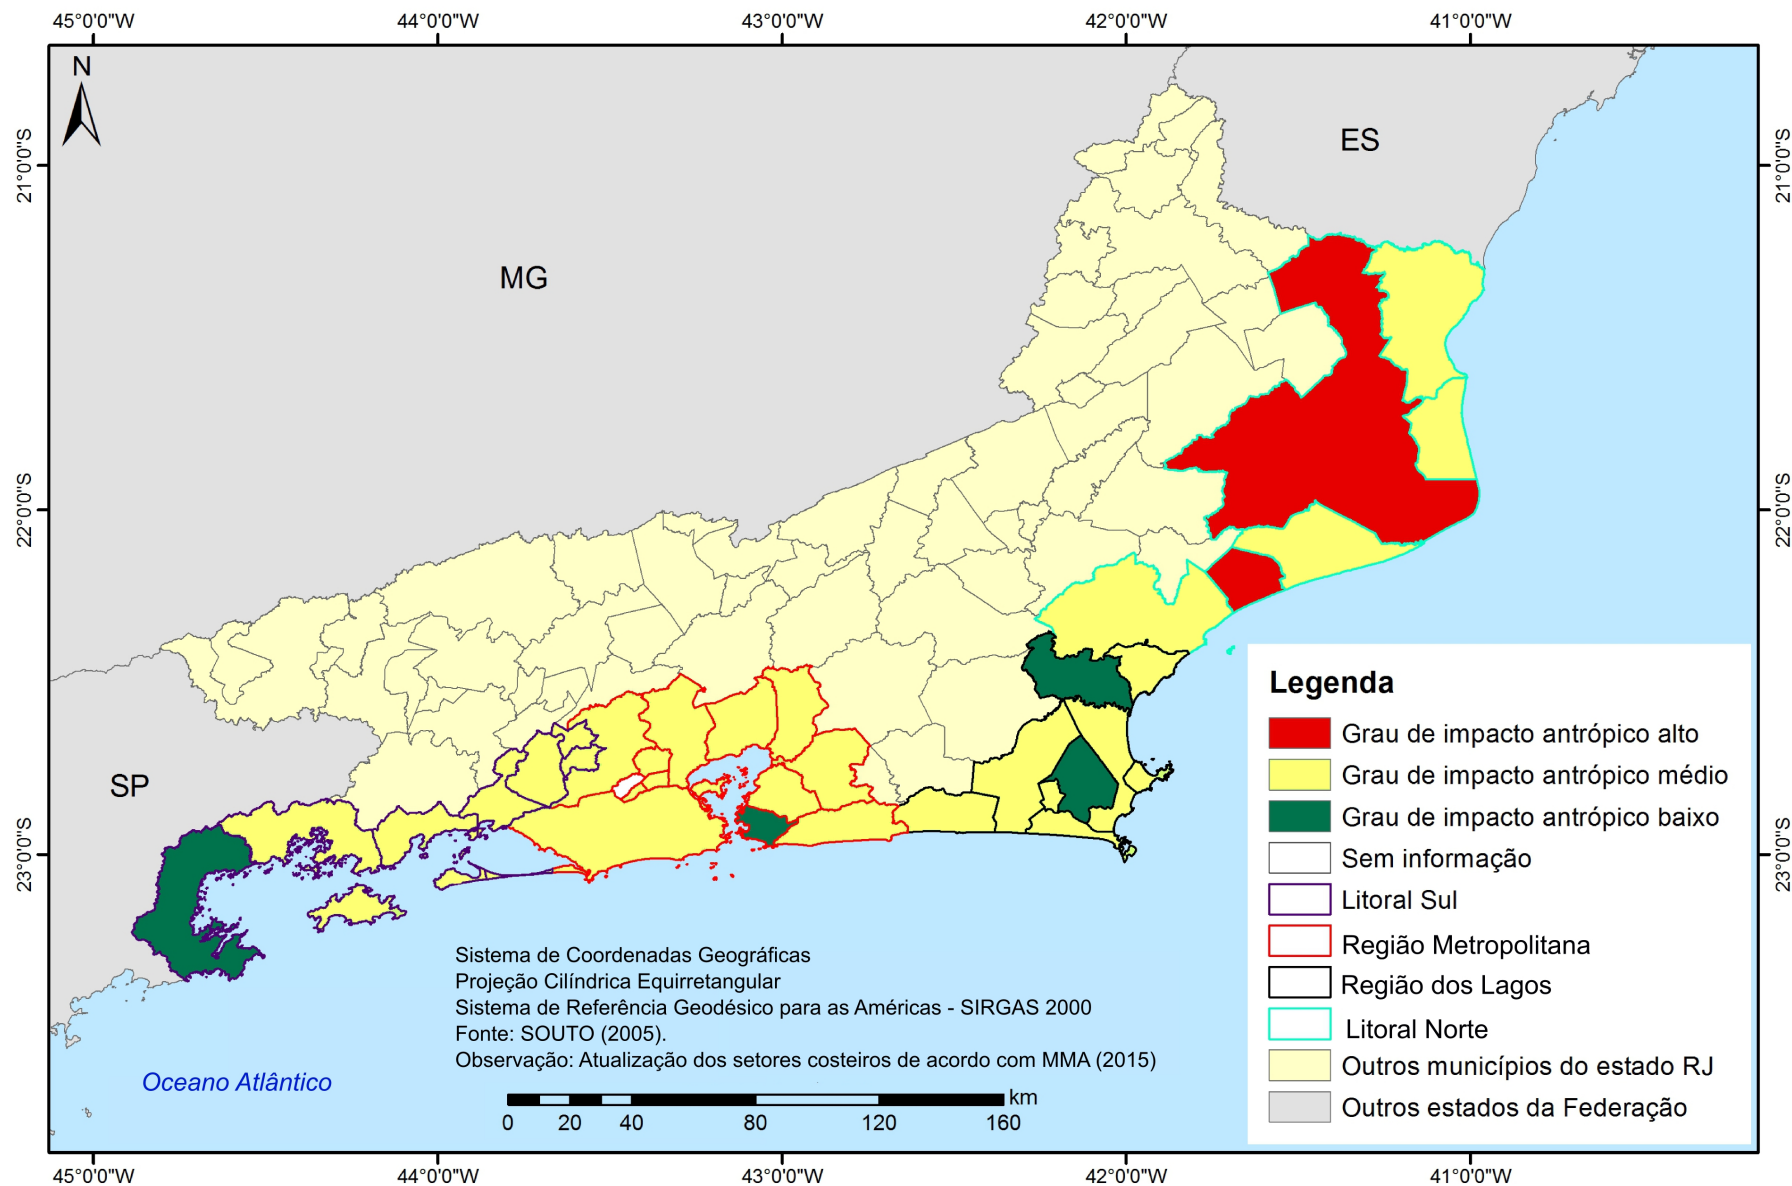 45°0'0"W 44°0'0"W 43°0'0"W 42°0'0"W 41°0'0"W
N
ES
21°0'0"S 21°0'0"S
MG
22°0'0"S 22°0'0"S
SP
23°0'0"S 23°0'0"S
Legenda
Grau de impacto antrópico alto
Grau de impacto antrópico médio
Grau de impacto antrópico baixo
Sem informação
Litoral Sul
Região Metropolitana
Região dos Lagos
Litoral Norte
Outros municípios do estado RJ
Outros estados da Federação
Sistema de Coordenadas Geográficas
Projeção Cilíndrica Equirretangular
Sistema de Referência Geodésico para as Américas - SIRGAS 2000
Fonte: SOUTO (2005).
Observação: Atualização dos setores costeiros de acordo com MMA (2015)
Oceano Atlântico
km
0 20 40 80 120 160
45°0'0"W 44°0'0"W 43°0'0"W 42°0'0"W 41°0'0"W